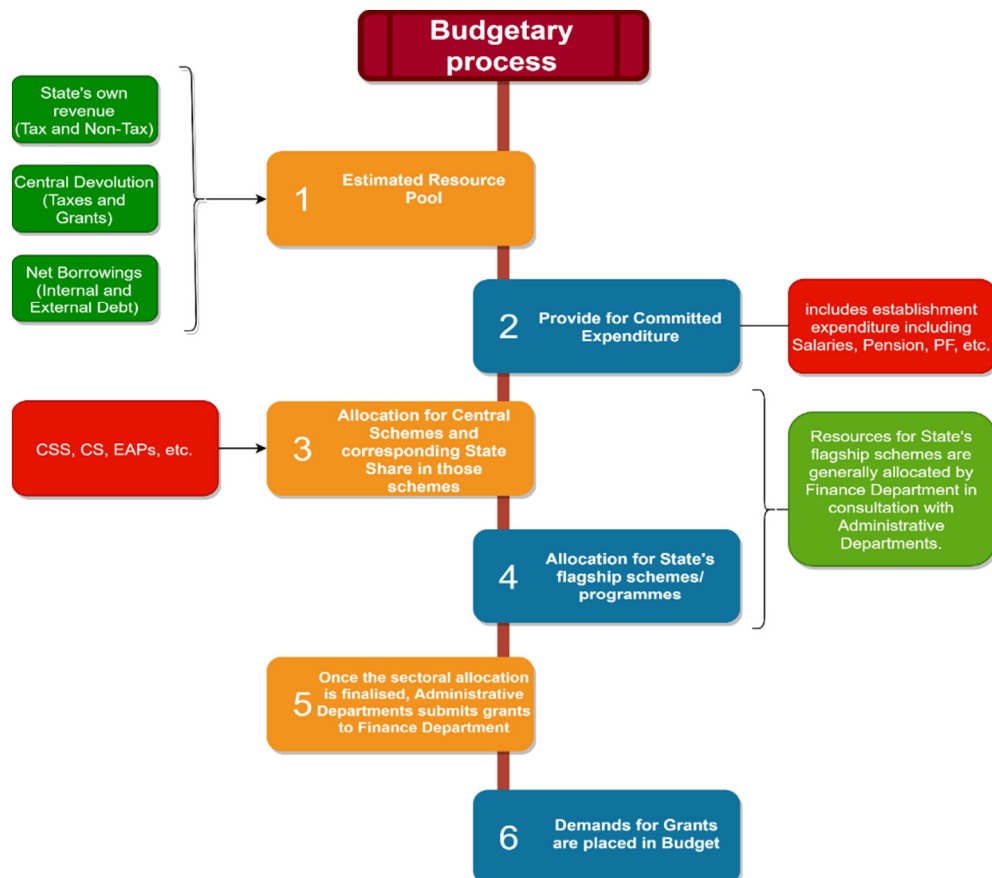 Budgetary
process
State's own
revenue
(Tax and Non-Tax)
Central Devolution
(Taxes and
Grants)
Net Borrowings
(Internal and
External Debt)
1
Estimated Resource
Pool
2
Provide for Committed
Expenditure
includes establishment
expenditure including
Salaries, Pension, PF, etc.
CSS, CS, EAPs, etc.
3
Allocation for Central
Schemes and
corresponding State
Share in those
schemes
Resources for State's
flagship schemes are
generally allocated by
Finance Department in
consultation with
Administrative
Departments.
4
Allocation for State's
flagship schemes/
programmes
5
Once the sectoral allocation
is finalised, Administrative
Departments submits grants
to Finance Department
6
Demands for Grants
are placed in Budget